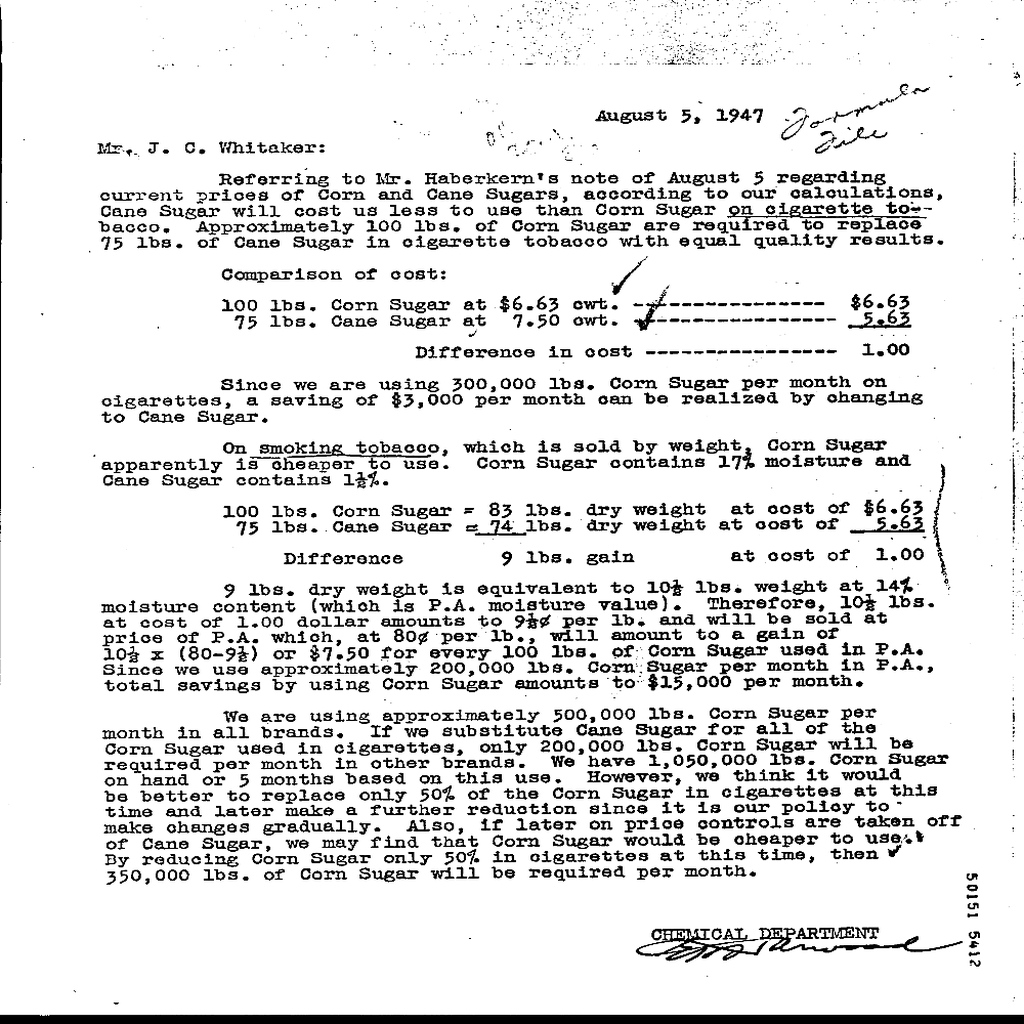 August 5, 1947
Formula
File
Mr. J. C. Whitaker:
Referring to Mr. Haberkern's note of August 5 regarding
current prices of Corn and Cane Sugars, according to our calculations,
Cane Sugar will cost us less to use than Corn Sugar on cigarette to-
bacco. Approximately 100 lbs. of Corn Sugar are required to replace
75 lbs. of Cane Sugar in cigarette tobacco with equal quality results.
Comparison of cost:
100 lbs. Corn Sugar at $6.63 cwt. ---------------- $6.63
75 lbs. Cane Sugar at 7.50 cwt. ---------------- 5.63
Difference in cost ---------------- 1.00
Since we are using 300,000 lbs. Corn Sugar per month on
cigarettes, a saving of $3,000 per month can be realized by changing
to Cane Sugar.
On smoking tobacco, which is sold by weight, Corn Sugar
apparently is cheaper to use. Corn Sugar contains 17% moisture and
Cane Sugar contains 1½%.
100 lbs. Corn Sugar = 83 lbs. dry weight at cost of $6.63
75 lbs. Cane Sugar = 74 lbs. dry weight at cost of 5.63
Difference 9 lbs. gain at cost of 1.00
9 lbs. dry weight is equivalent to 10½ lbs. weight at 14%
moisture content (which is P.A. moisture value). Therefore, 10½ lbs.
at cost of 1.00 dollar amounts to 9½¢ per lb. and will be sold at
price of P.A. which, at 80¢ per lb., will amount to a gain of
10½ x (80-9½) or $7.50 for every 100 lbs. of Corn Sugar used in P.A.
Since we use approximately 200,000 lbs. Corn Sugar per month in P.A.,
total savings by using Corn Sugar amounts to $15,000 per month.
We are using approximately 500,000 lbs. Corn Sugar per
month in all brands. If we substitute Cane Sugar for all of the
Corn Sugar used in cigarettes, only 200,000 lbs. Corn Sugar will be
required per month in other brands. We have 1,050,000 lbs. Corn Sugar
on hand or 5 months based on this use. However, we think it would
be better to replace only 50% of the Corn Sugar in cigarettes at this
time and later make a further reduction since it is our policy to
make changes gradually. Also, if later on price controls are taken off
of Cane Sugar, we may find that Corn Sugar would be cheaper to use.
By reducing Corn Sugar only 50% in cigarettes at this time, then
350,000 lbs. of Corn Sugar will be required per month.
CHEMICAL DEPARTMENT
50151 5412